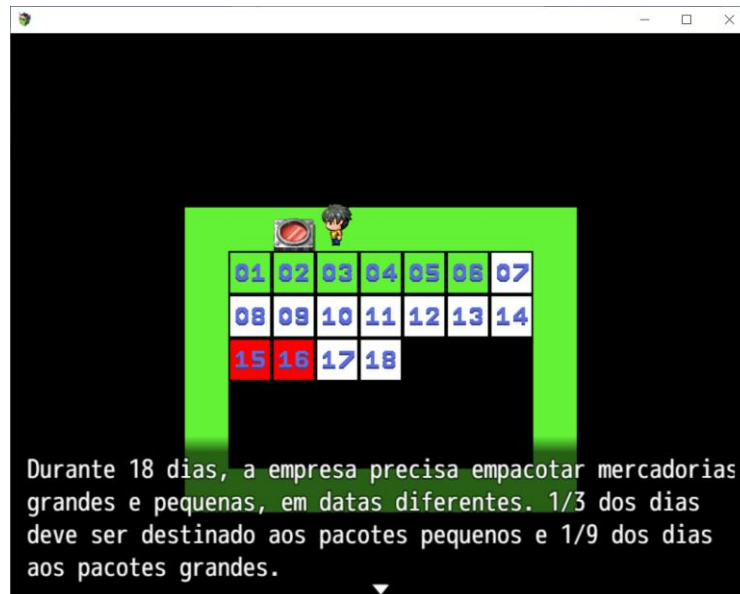 01 02 03 04 05 06 07
08 09 10 11 12 13 14
15 16 17 18
Durante 18 dias, a empresa precisa empacotar mercadorias
grandes e pequenas, em datas diferentes. 1/3 dos dias
deve ser destinado aos pacotes pequenos e 1/9 dos dias
aos pacotes grandes.